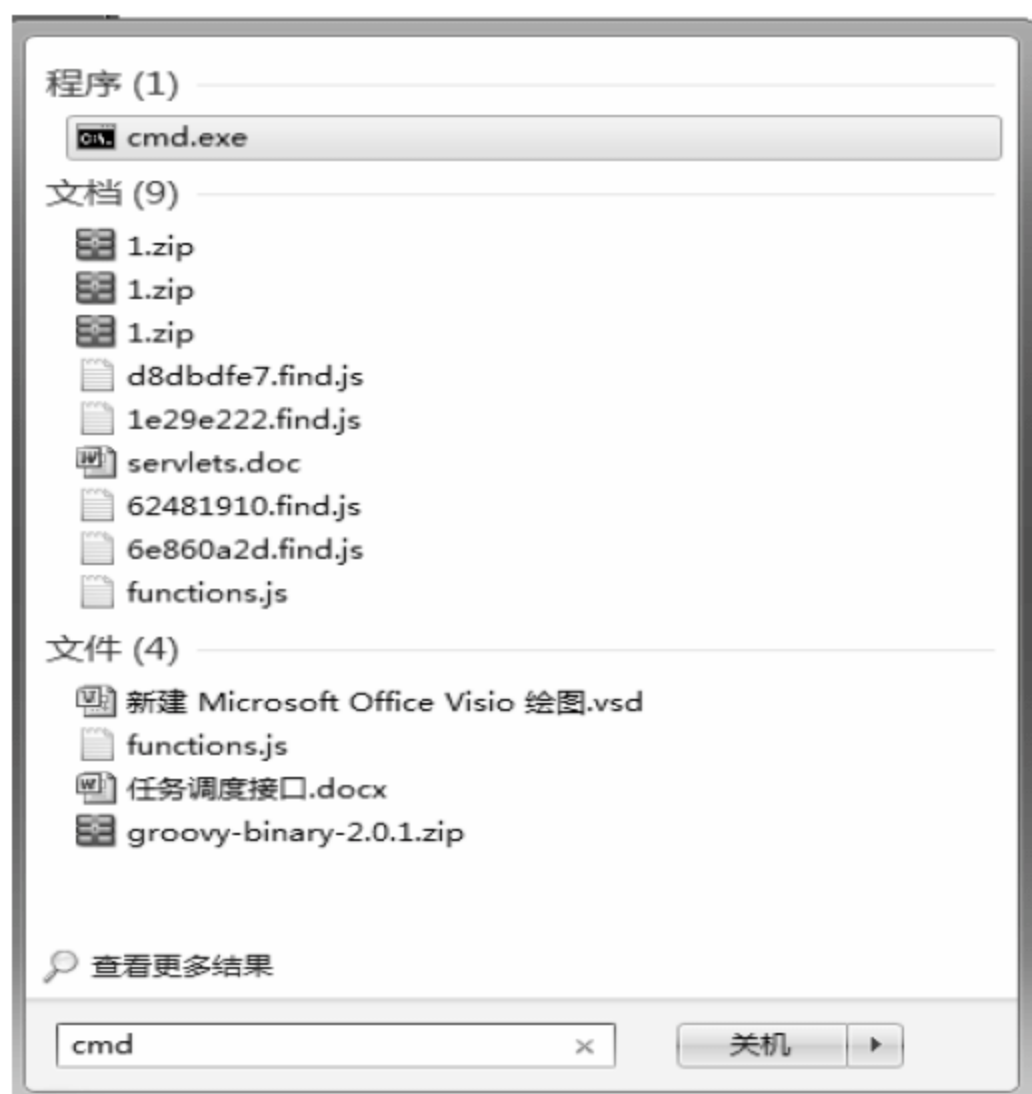 程序 (1)
cmd.exe
文档 (9)
1.zip
1.zip
1.zip
d8dbdfe7.find.js
1e29e222.find.js
servlets.doc
62481910.find.js
6e860a2d.find.js
functions.js
文件 (4)
新建 Microsoft Office Visio 绘图.vsd
functions.js
任务调度接口.docx
groovy-binary-2.0.1.zip
查看更多结果
cmd
关机